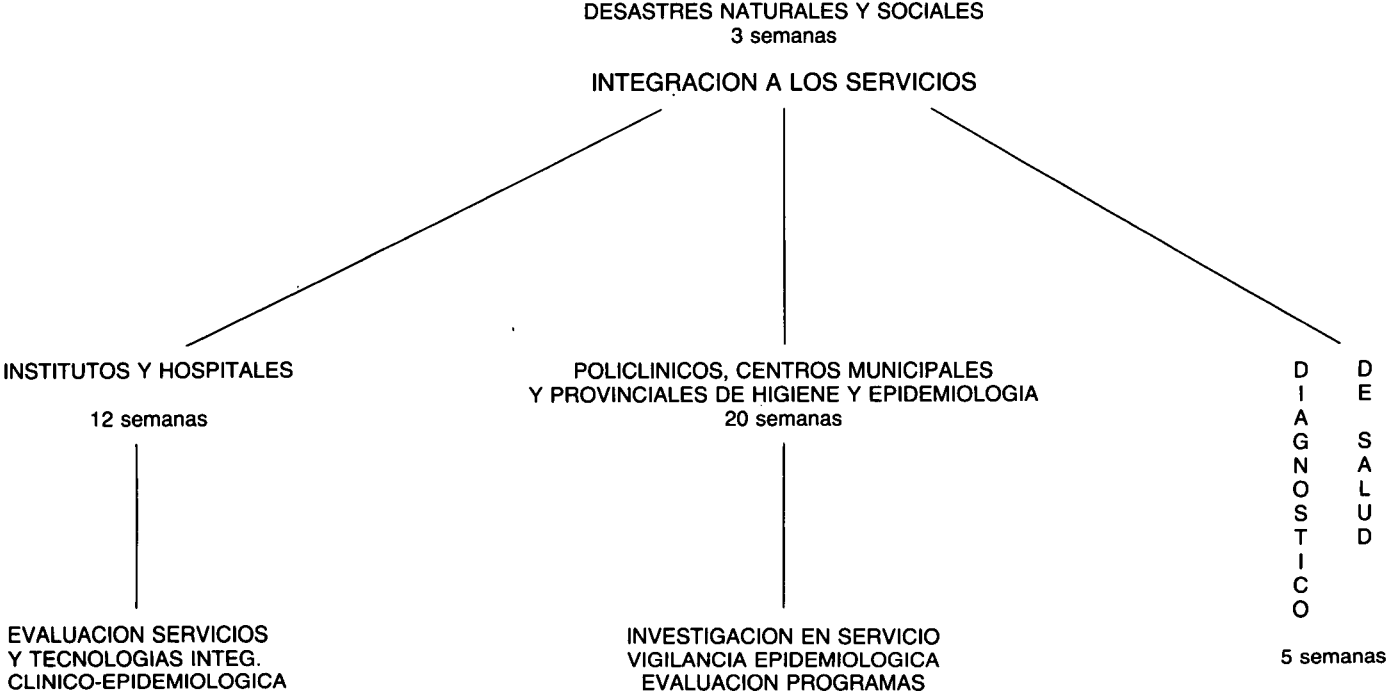 DESASTRES NATURALES Y SOCIALES
3 semanas
INTEGRACION A LOS SERVICIOS
INSTITUTOS Y HOSPITALES
12 semanas
EVALUACION SERVICIOS
Y TECNOLOGIAS INTEG.
CLINICO-EPIDEMIOLOGICA
POLICLINICOS, CENTROS MUNICIPALES
Y PROVINCIALES DE HIGIENE Y EPIDEMIOLOGIA
20 semanas
INVESTIGACION EN SERVICIO
VIGILANCIA EPIDEMIOLOGICA
EVALUACION PROGRAMAS
DIAGNOSTICO
DE SALUD
5 semanas